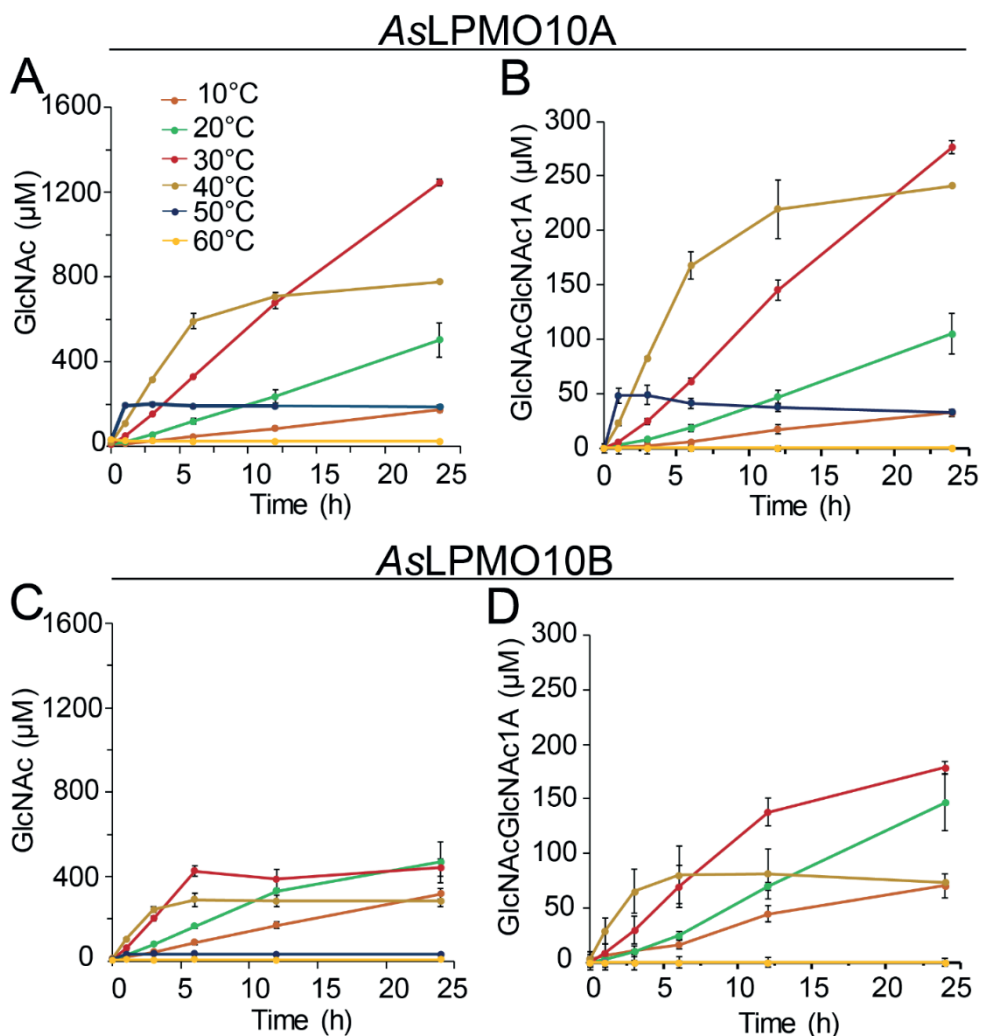 AsLPMO10A
A
B
10°C
20°C
30°C
40°C
50°C
60°C
GlcNAc (µM)
1600
1200
800
400
0
0 5 10 15 20 25
Time (h)
GlcNAcGlcNAc1A (µM)
300
250
200
150
100
50
0
0 5 10 15 20 25
Time (h)
AsLPMO10B
C
D
GlcNAc (µM)
1600
1200
800
400
0
0 5 10 15 20 25
Time (h)
GlcNAcGlcNAc1A (µM)
300
250
200
150
100
50
0
0 5 10 15 20 25
Time (h)